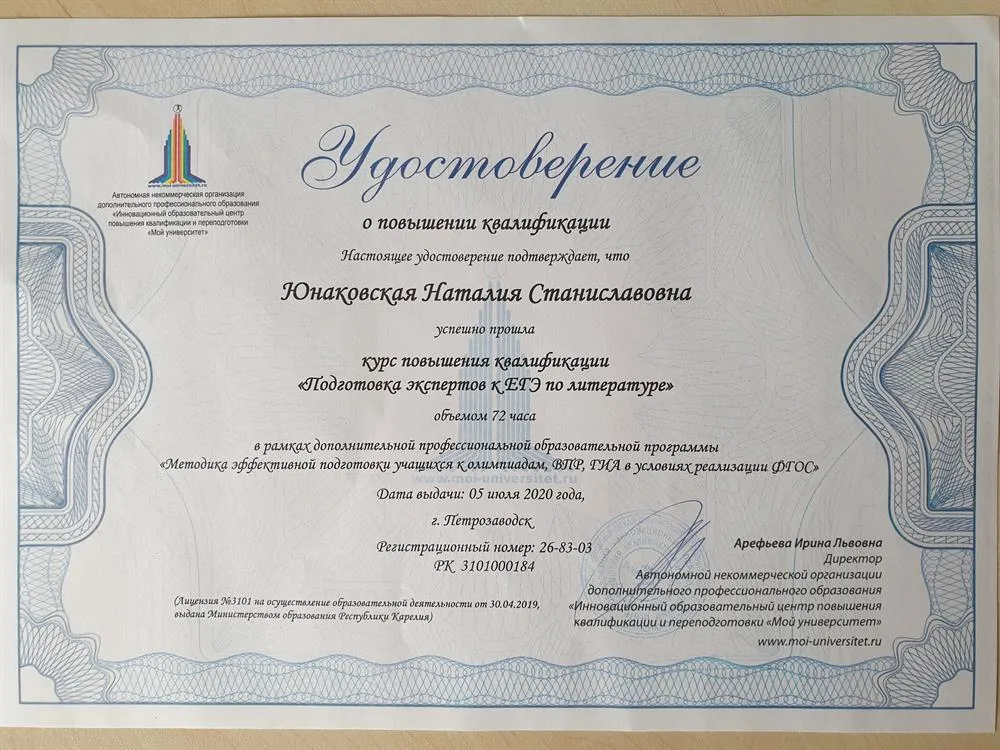 www.moi-universitet.ru
Автономная некоммерческая организация
дополнительного профессионального образования
«Инновационный образовательный центр
повышения квалификации и переподготовки
«Мой университет»
Удостоверение
о повышении квалификации
Настоящее удостоверение подтверждает, что
Юнаковская Наталия Станиславовна
успешно прошла
курс повышения квалификации
«Подготовка экспертов к ЕГЭ по литературе»
объемом 72 часа
в рамках дополнительной профессиональной образовательной программы
«Методика эффективной подготовки учащихся к олимпиадам, ВПР, ГИА в условиях реализации ФГОС»
www.moi-universitet.ru
Дата выдачи: 05 июля 2020 года,
г. Петрозаводск
Регистрационный номер: 26-83-03
РК 3101000184
(Лицензия №3101 на осуществление образовательной деятельности от 30.04.2019,
выдана Министерством образования Республики Карелия)
Арефьева Ирина Львовна
Директор
Автономной некоммерческой организации
дополнительного профессионального образования
«Инновационный образовательный центр повышения
квалификации и переподготовки «Мой университет»
www.moi-universitet.ru